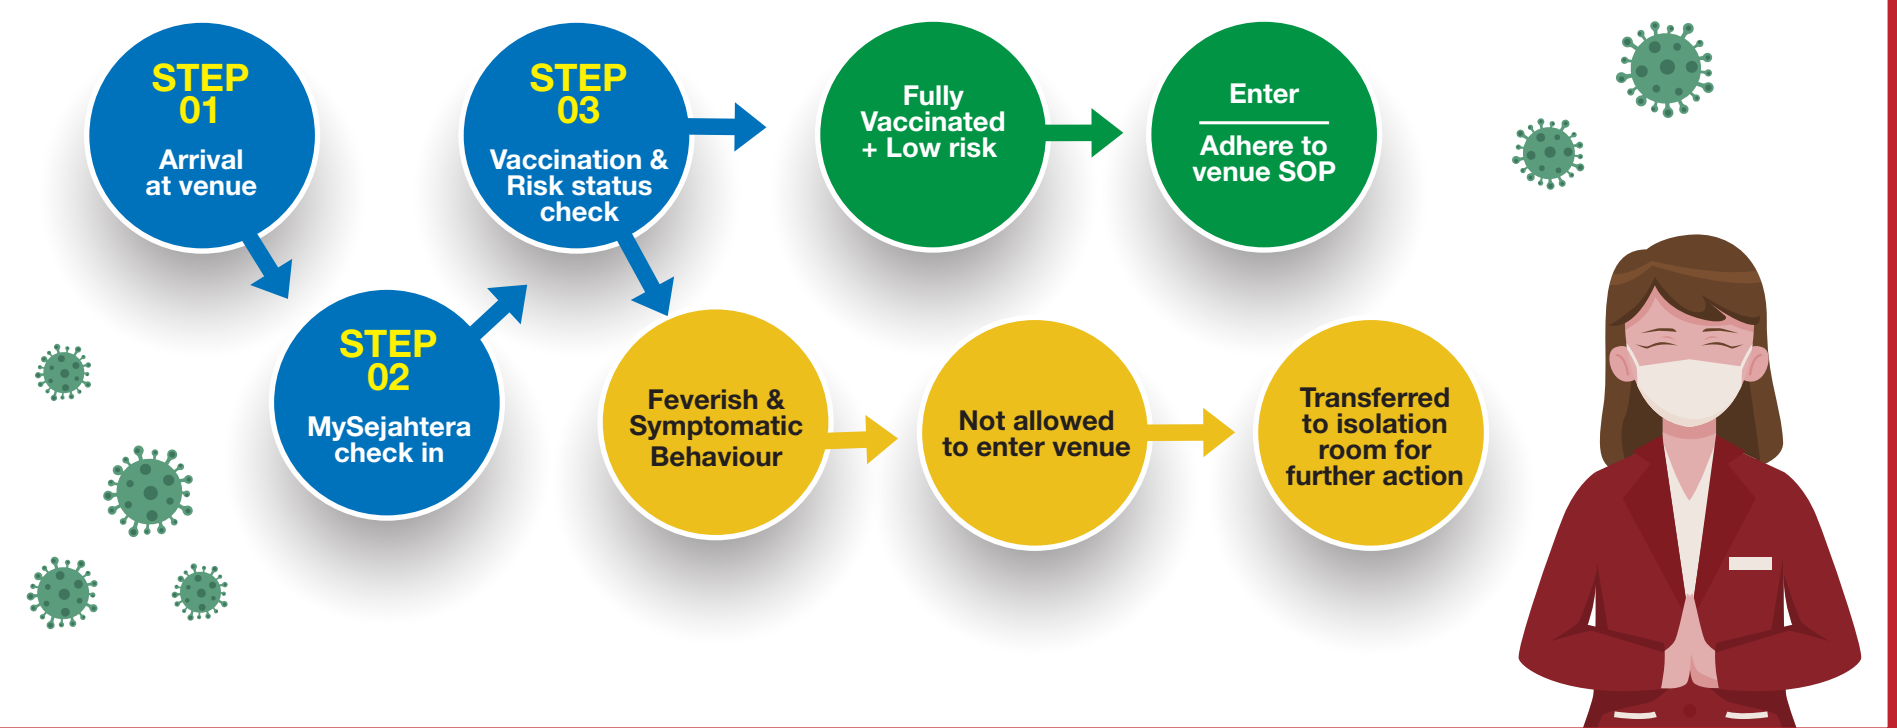 STEP
01
Arrival
at venue
STEP
02
MySejahtera
check in
STEP
03
Vaccination &
Risk status
check
Fully
Vaccinated
+ Low risk
Enter
Adhere to
venue SOP
Feverish &
Symptomatic
Behaviour
Not allowed
to enter venue
Transferred
to isolation
room for
further action